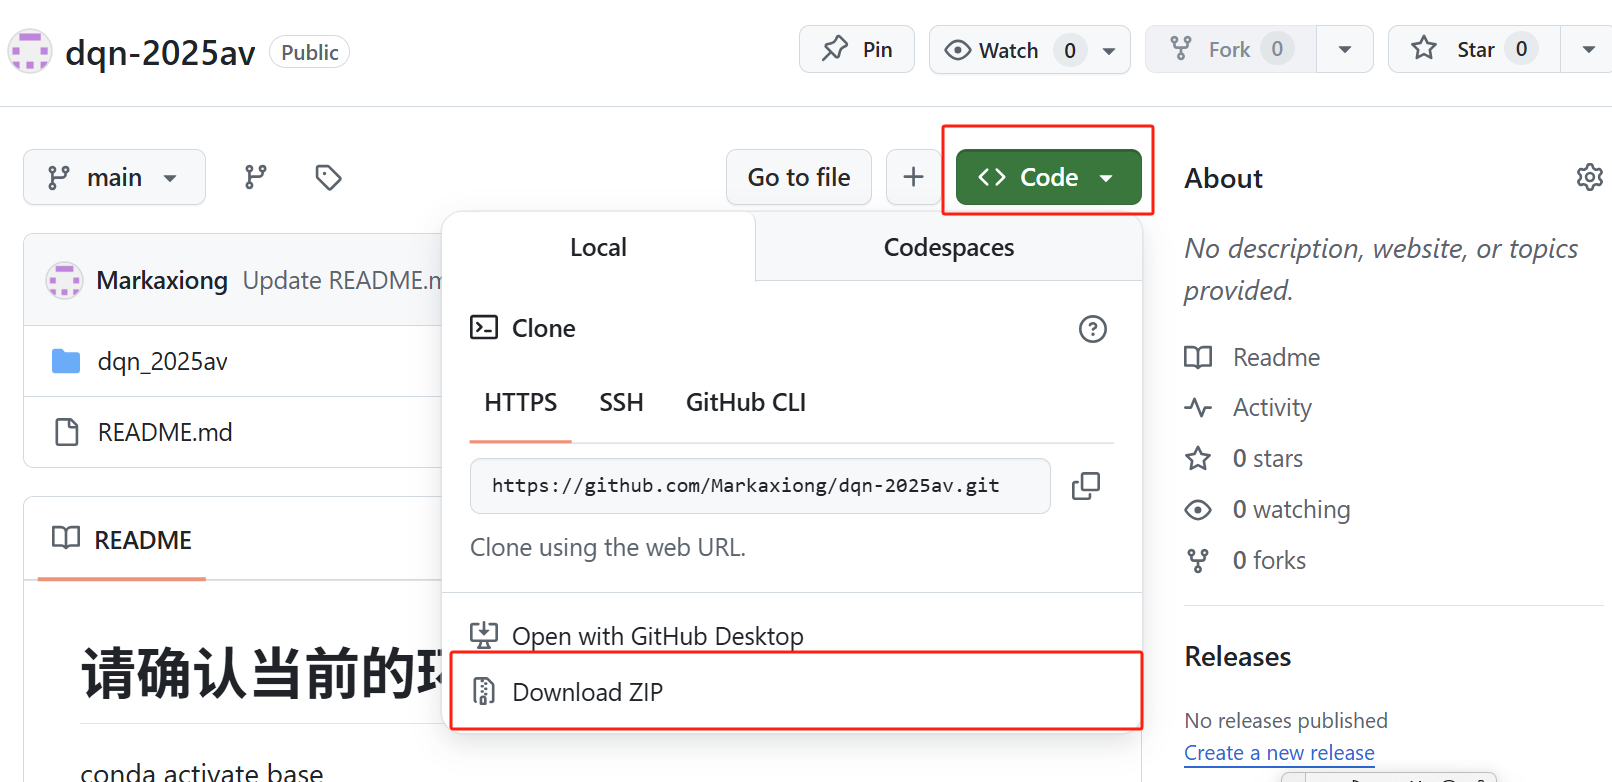 dqn-2025av Public Pin Watch 0 Fork 0 Star 0
main Go to file + Code
Local Codespaces
Markaxiong Update README.m
dqn_2025av
README.md
README
请确认当前的
conda activate base
Clone
HTTPS SSH GitHub CLI
https://github.com/Markaxiong/dqn-2025av.git
Clone using the web URL.
Open with GitHub Desktop
Download ZIP
About
No description, website, or topics
provided.
Readme
Activity
0 stars
0 watching
0 forks
Releases
No releases published
Create a new release